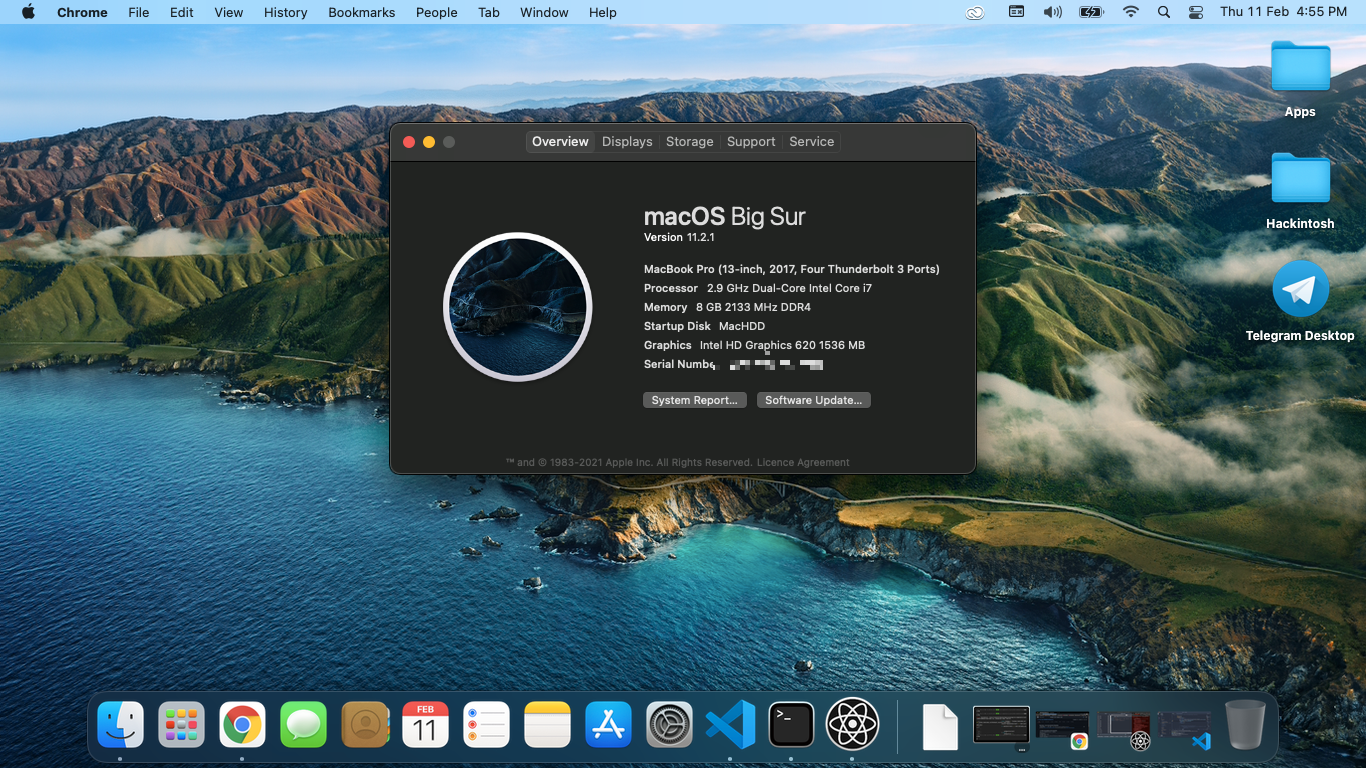 Chrome File Edit View History Bookmarks People Tab Window Help Thu 11 Feb 4:55 PM
Apps
Hackintosh
Telegram Desktop
Overview Displays Storage Support Service
macOS Big Sur
Version 11.2.1
MacBook Pro (13-inch, 2017, Four Thunderbolt 3 Ports)
Processor 2.9 GHz Dual-Core Intel Core i7
Memory 8 GB 2133 MHz DDR4
Startup Disk MacHDD
Graphics Intel HD Graphics 620 1536 MB
Serial Numbe
System Report... Software Update...
™ and © 1983-2021 Apple Inc. All Rights Reserved. Licence Agreement
FEB
11
>_